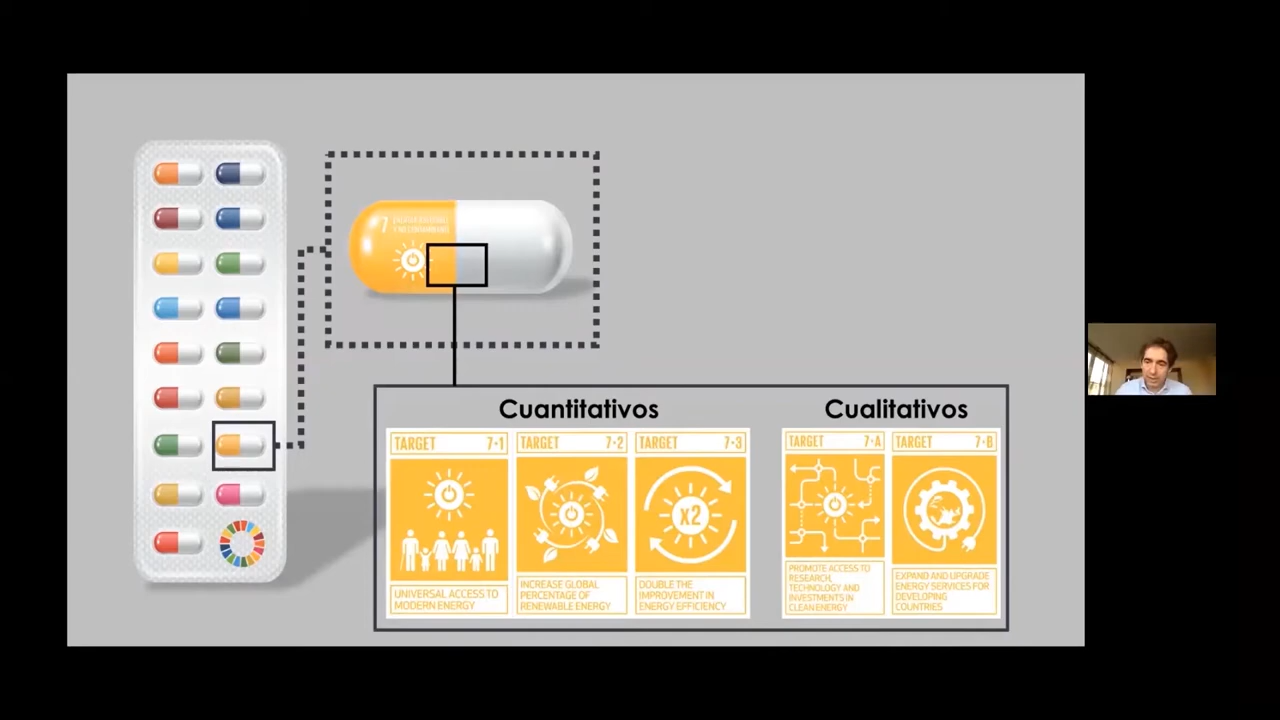 7
Cuantitativos
Cualitativos
TARGET 7·1
TARGET 7·2
TARGET 7·3
TARGET 7·A
TARGET 7·B
X2
UNIVERSAL ACCESS TO
MODERN ENERGY
INCREASE GLOBAL
PERCENTAGE OF
RENEWABLE ENERGY
DOUBLE THE
IMPROVEMENT IN
ENERGY EFFICIENCY
PROMOTE ACCESS TO
RESEARCH,
TECHNOLOGY AND
INVESTMENTS IN
CLEAN ENERGY
EXPAND AND UPGRADE
ENERGY SERVICES FOR
DEVELOPING
COUNTRIES